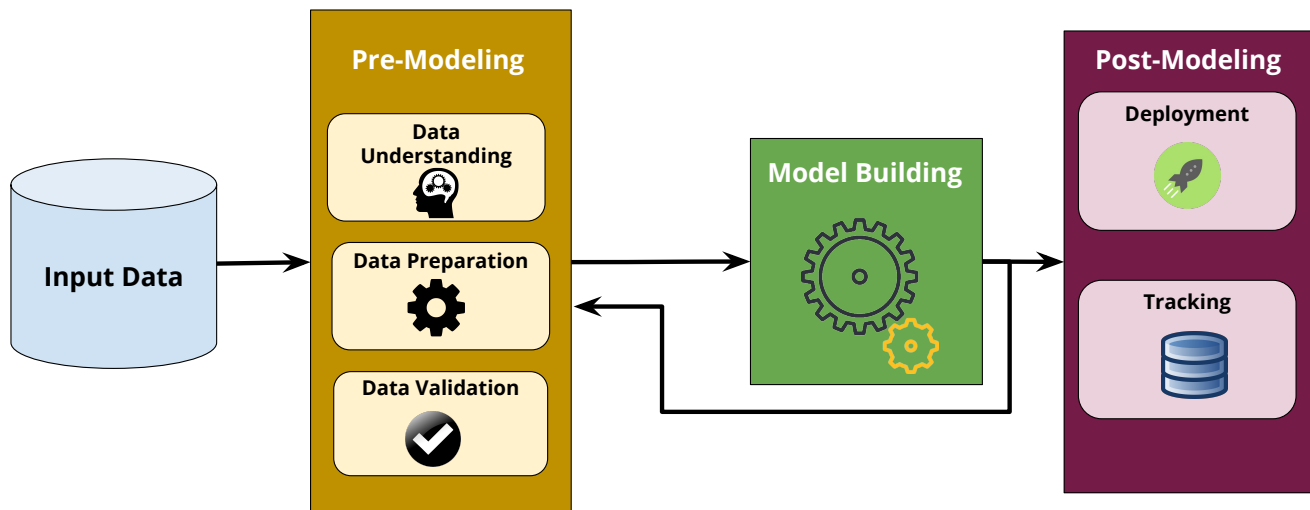 Input Data
Pre-Modeling
Data
Understanding
Data Preparation
Data Validation
Model Building
Post-Modeling
Deployment
Tracking